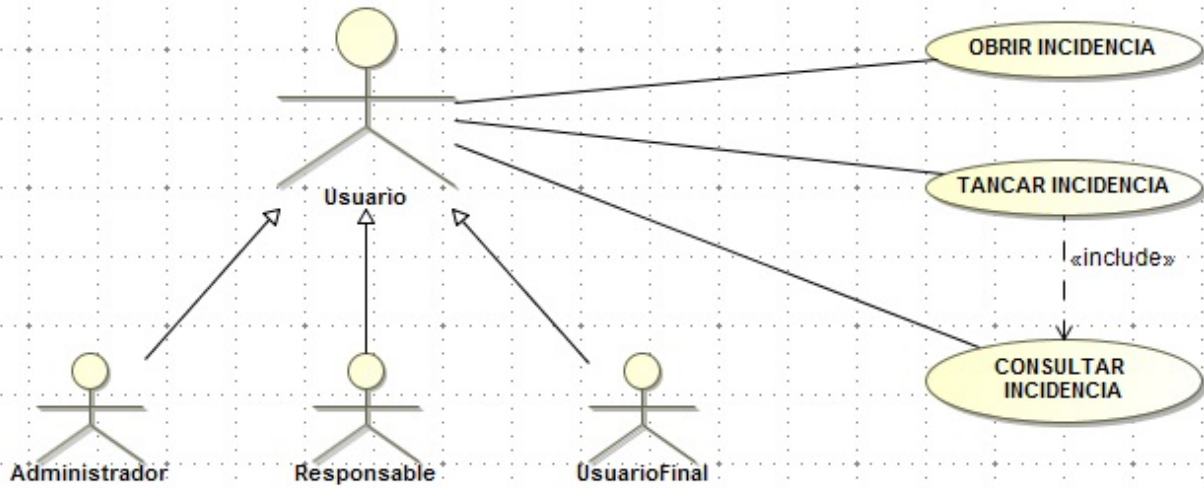 OBRIR INCIDENCIA
TANCAR INCIDENCIA
Usuario
«include»
CONSULTAR
INCIDENCIA
Administrador
Responsable
UsuarioFinal